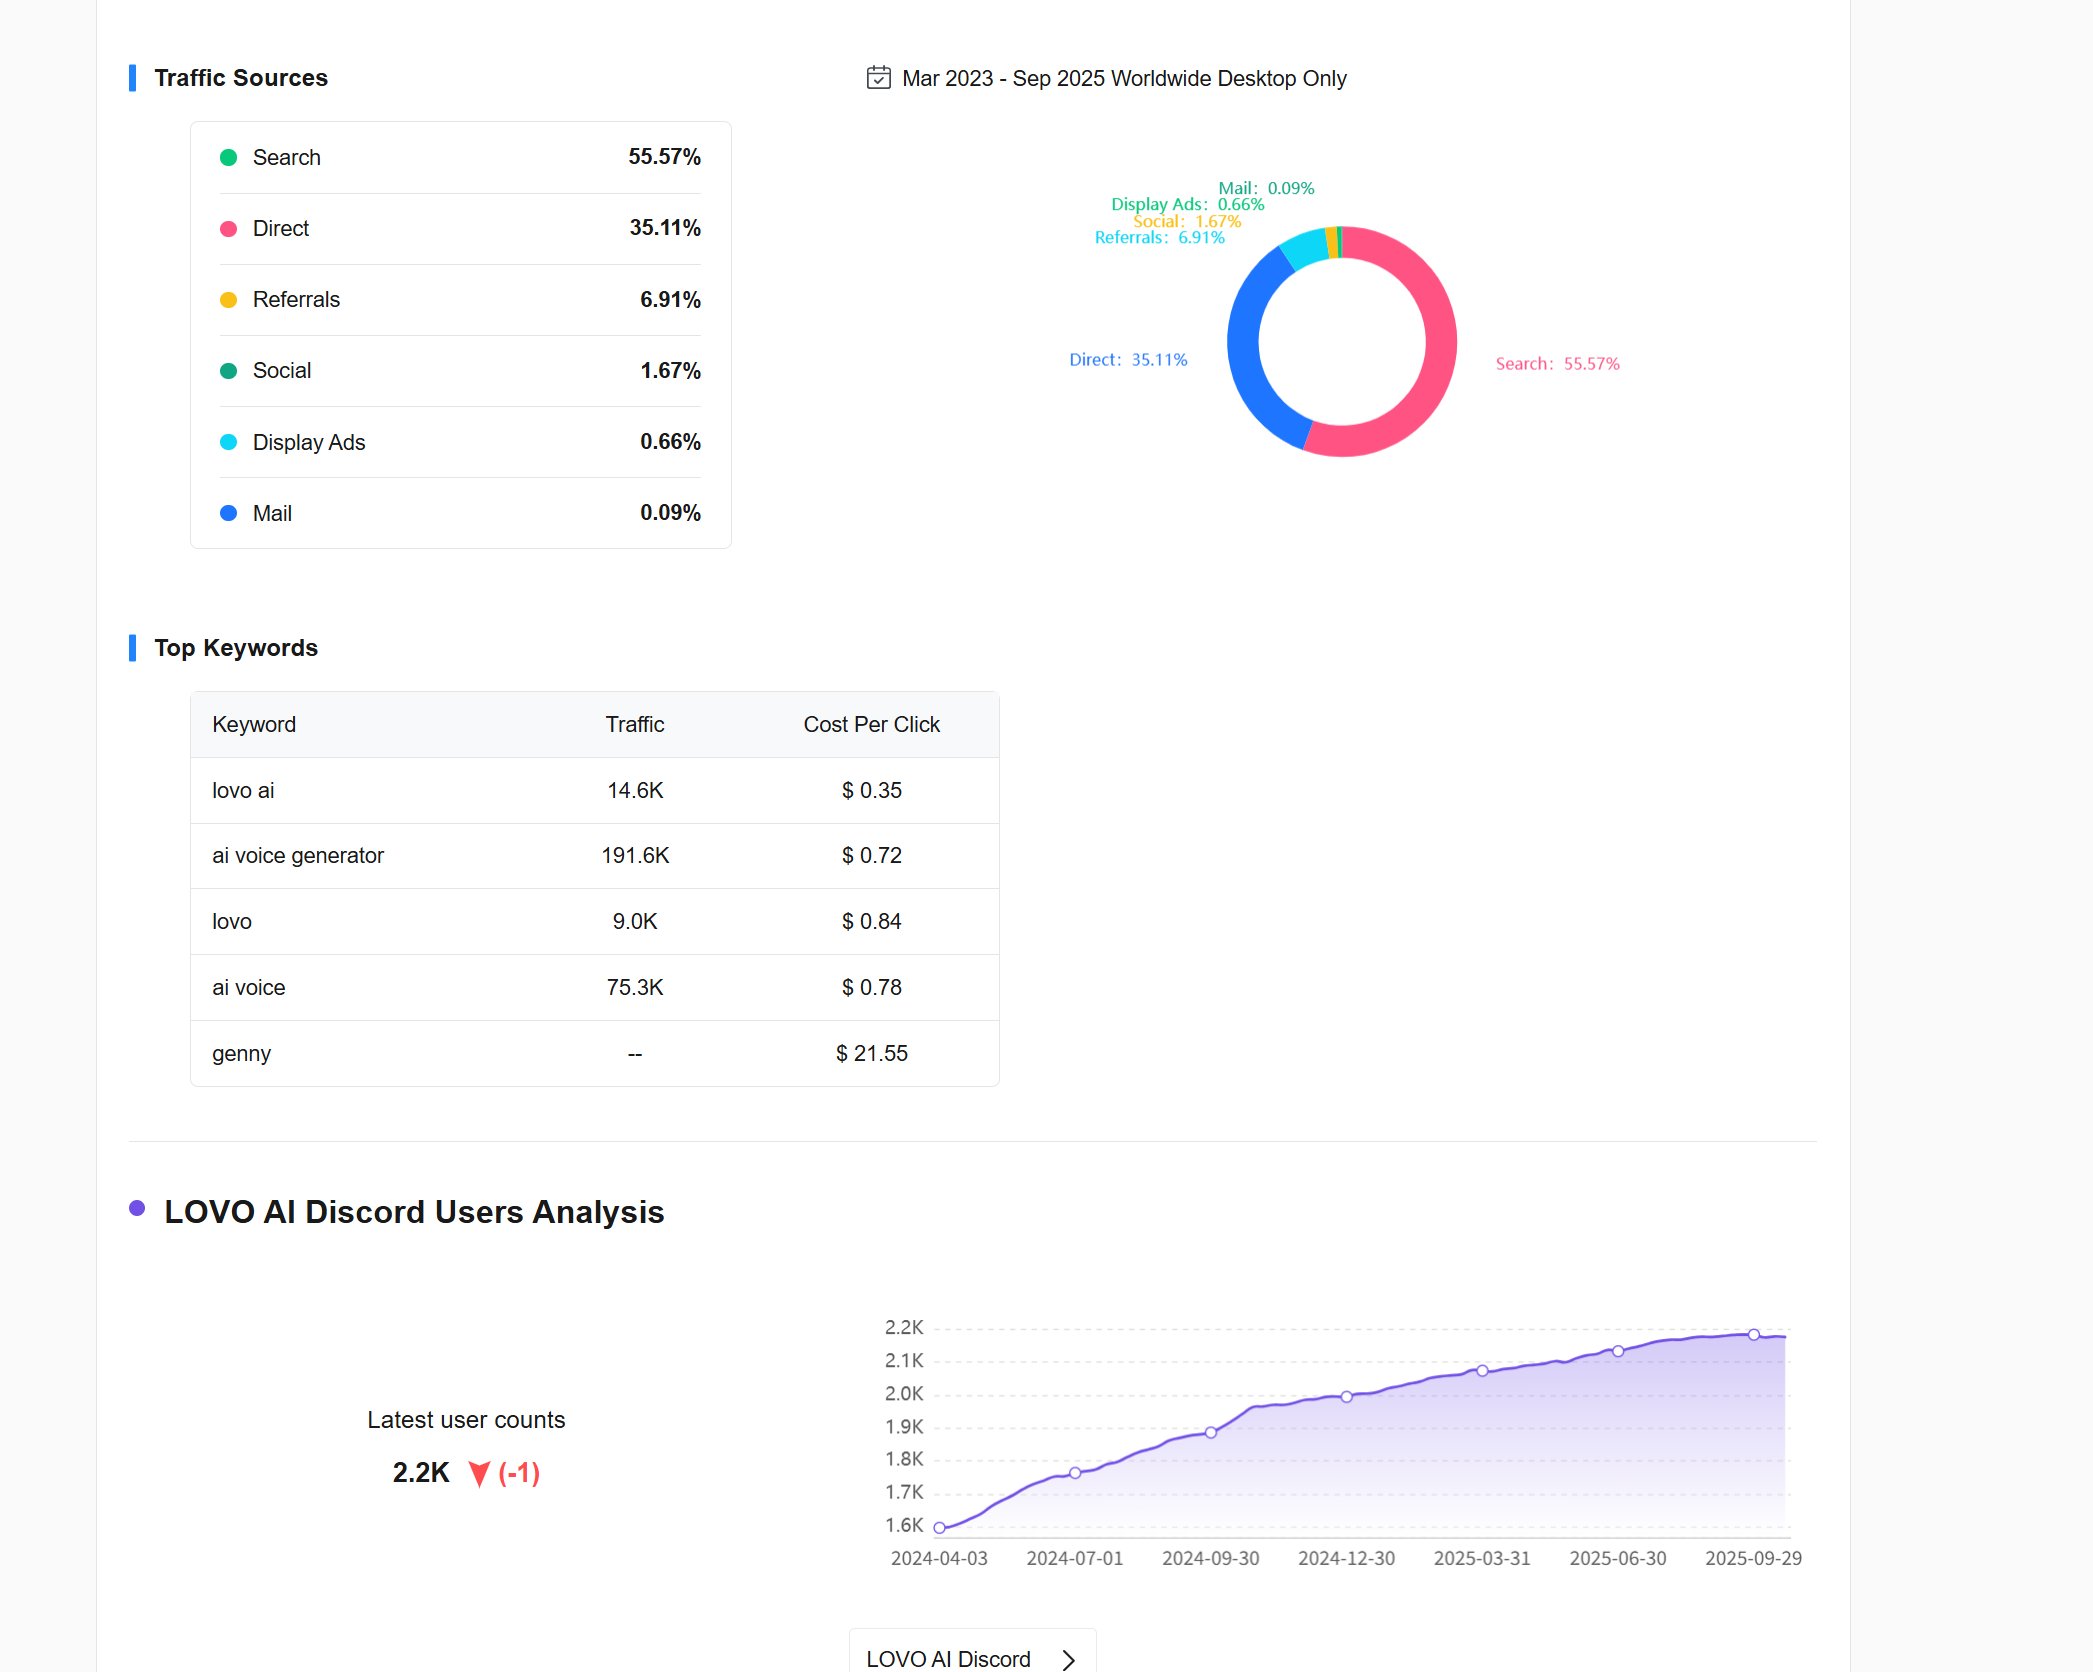 Traffic Sources
Mar 2023 - Sep 2025 Worldwide Desktop Only
Search 55.57%
Direct 35.11%
Referrals 6.91%
Social 1.67%
Display Ads 0.66%
Mail 0.09%
Mail: 0.09%
Display Ads: 0.66%
Social: 1.67%
Referrals: 6.91%
Direct: 35.11%
Search: 55.57%
Top Keywords
Keyword Traffic Cost Per Click
lovo ai 14.6K $ 0.35
ai voice generator 191.6K $ 0.72
lovo 9.0K $ 0.84
ai voice 75.3K $ 0.78
genny -- $ 21.55
LOVO AI Discord Users Analysis
Latest user counts
2.2K (-1)
2.2K
2.1K
2.0K
1.9K
1.8K
1.7K
1.6K
2024-04-03 2024-07-01 2024-09-30 2024-12-30 2025-03-31 2025-06-30 2025-09-29
LOVO AI Discord